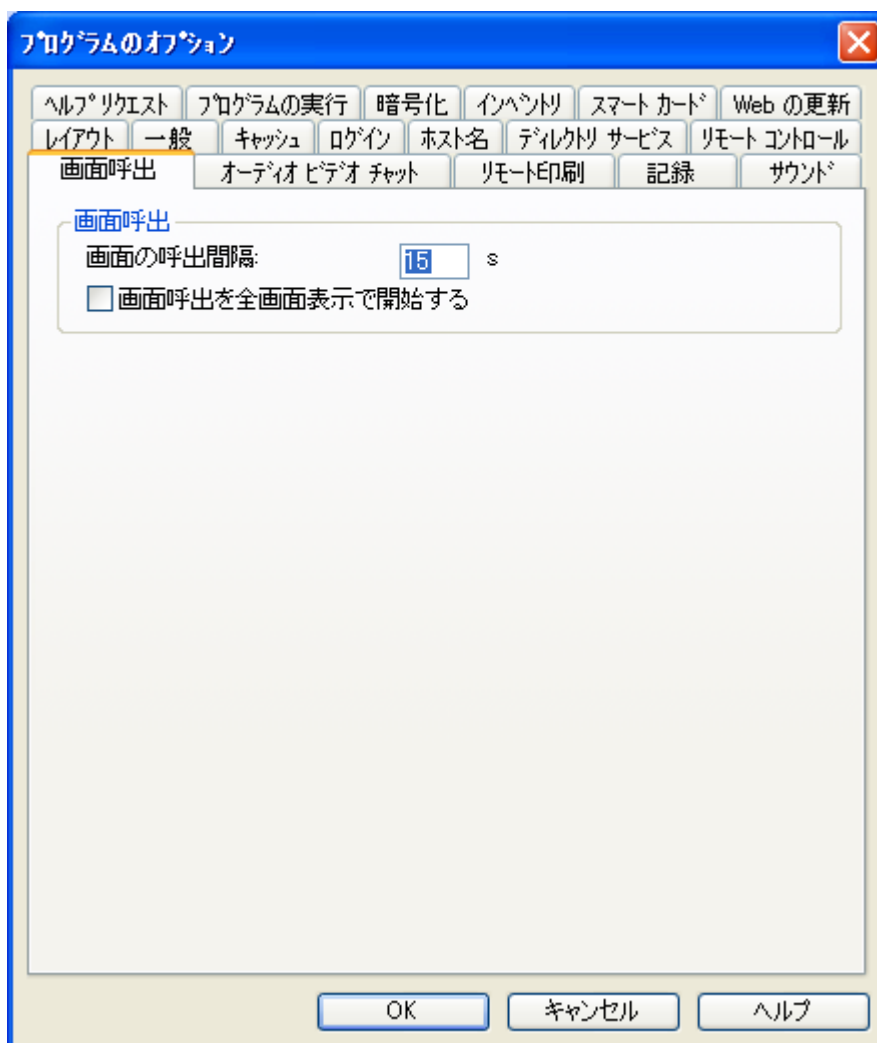 プログラムのオプション
ヘルプ リクエスト プログラムの実行 暗号化 インベントリ スマート カード Web の更新
レイアウト 一般 キャッシュ ログイン ホスト名 ディレクトリ サービス リモート コントロール
画面呼出 オーディオ ビデオ チャット リモート印刷 記録 サウンド
画面呼出
画面の呼出間隔: 15 s
画面呼出を全画面表示で開始する
OK キャンセル ヘルプ